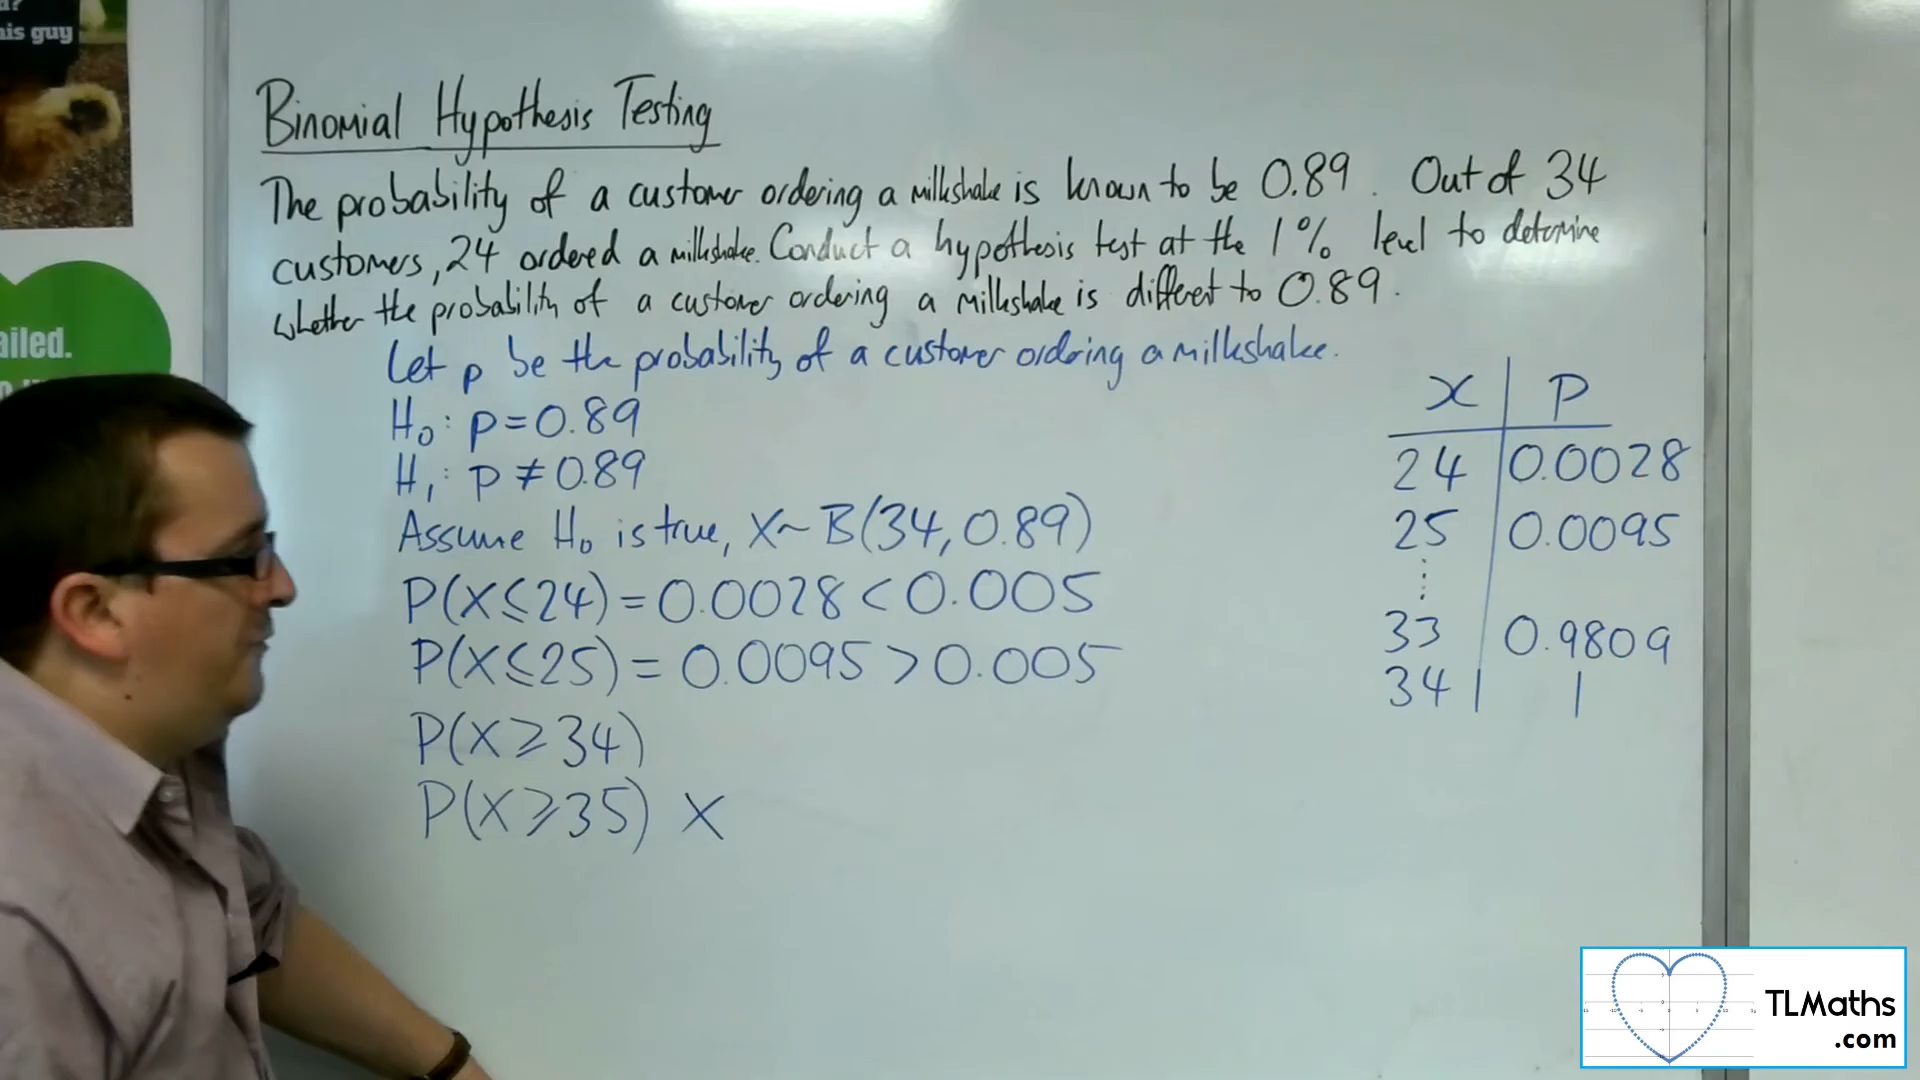 his guy
ailed.
Binomial Hypothesis Testing
The probability of a customer ordering a milkshake is known to be 0.89. Out of 34
customers, 24 ordered a milkshake. Conduct a hypothesis test at the 1% level to determine
whether the probability of a customer ordering a milkshake is different to 0.89.
Let p be the probability of a customer ordering a milkshake.
H₀: p = 0.89
H₁: p ≠ 0.89
Assume H₀ is true, X ~ B(34, 0.89)
P(X ≤ 24) = 0.0028 < 0.005
P(X ≤ 25) = 0.0095 > 0.005
P(X ≥ 34)
P(X ≥ 35) X
x | P
24 | 0.0028
25 | 0.0095
⋮
33 | 0.9809
34 | 1
TLMaths
.com